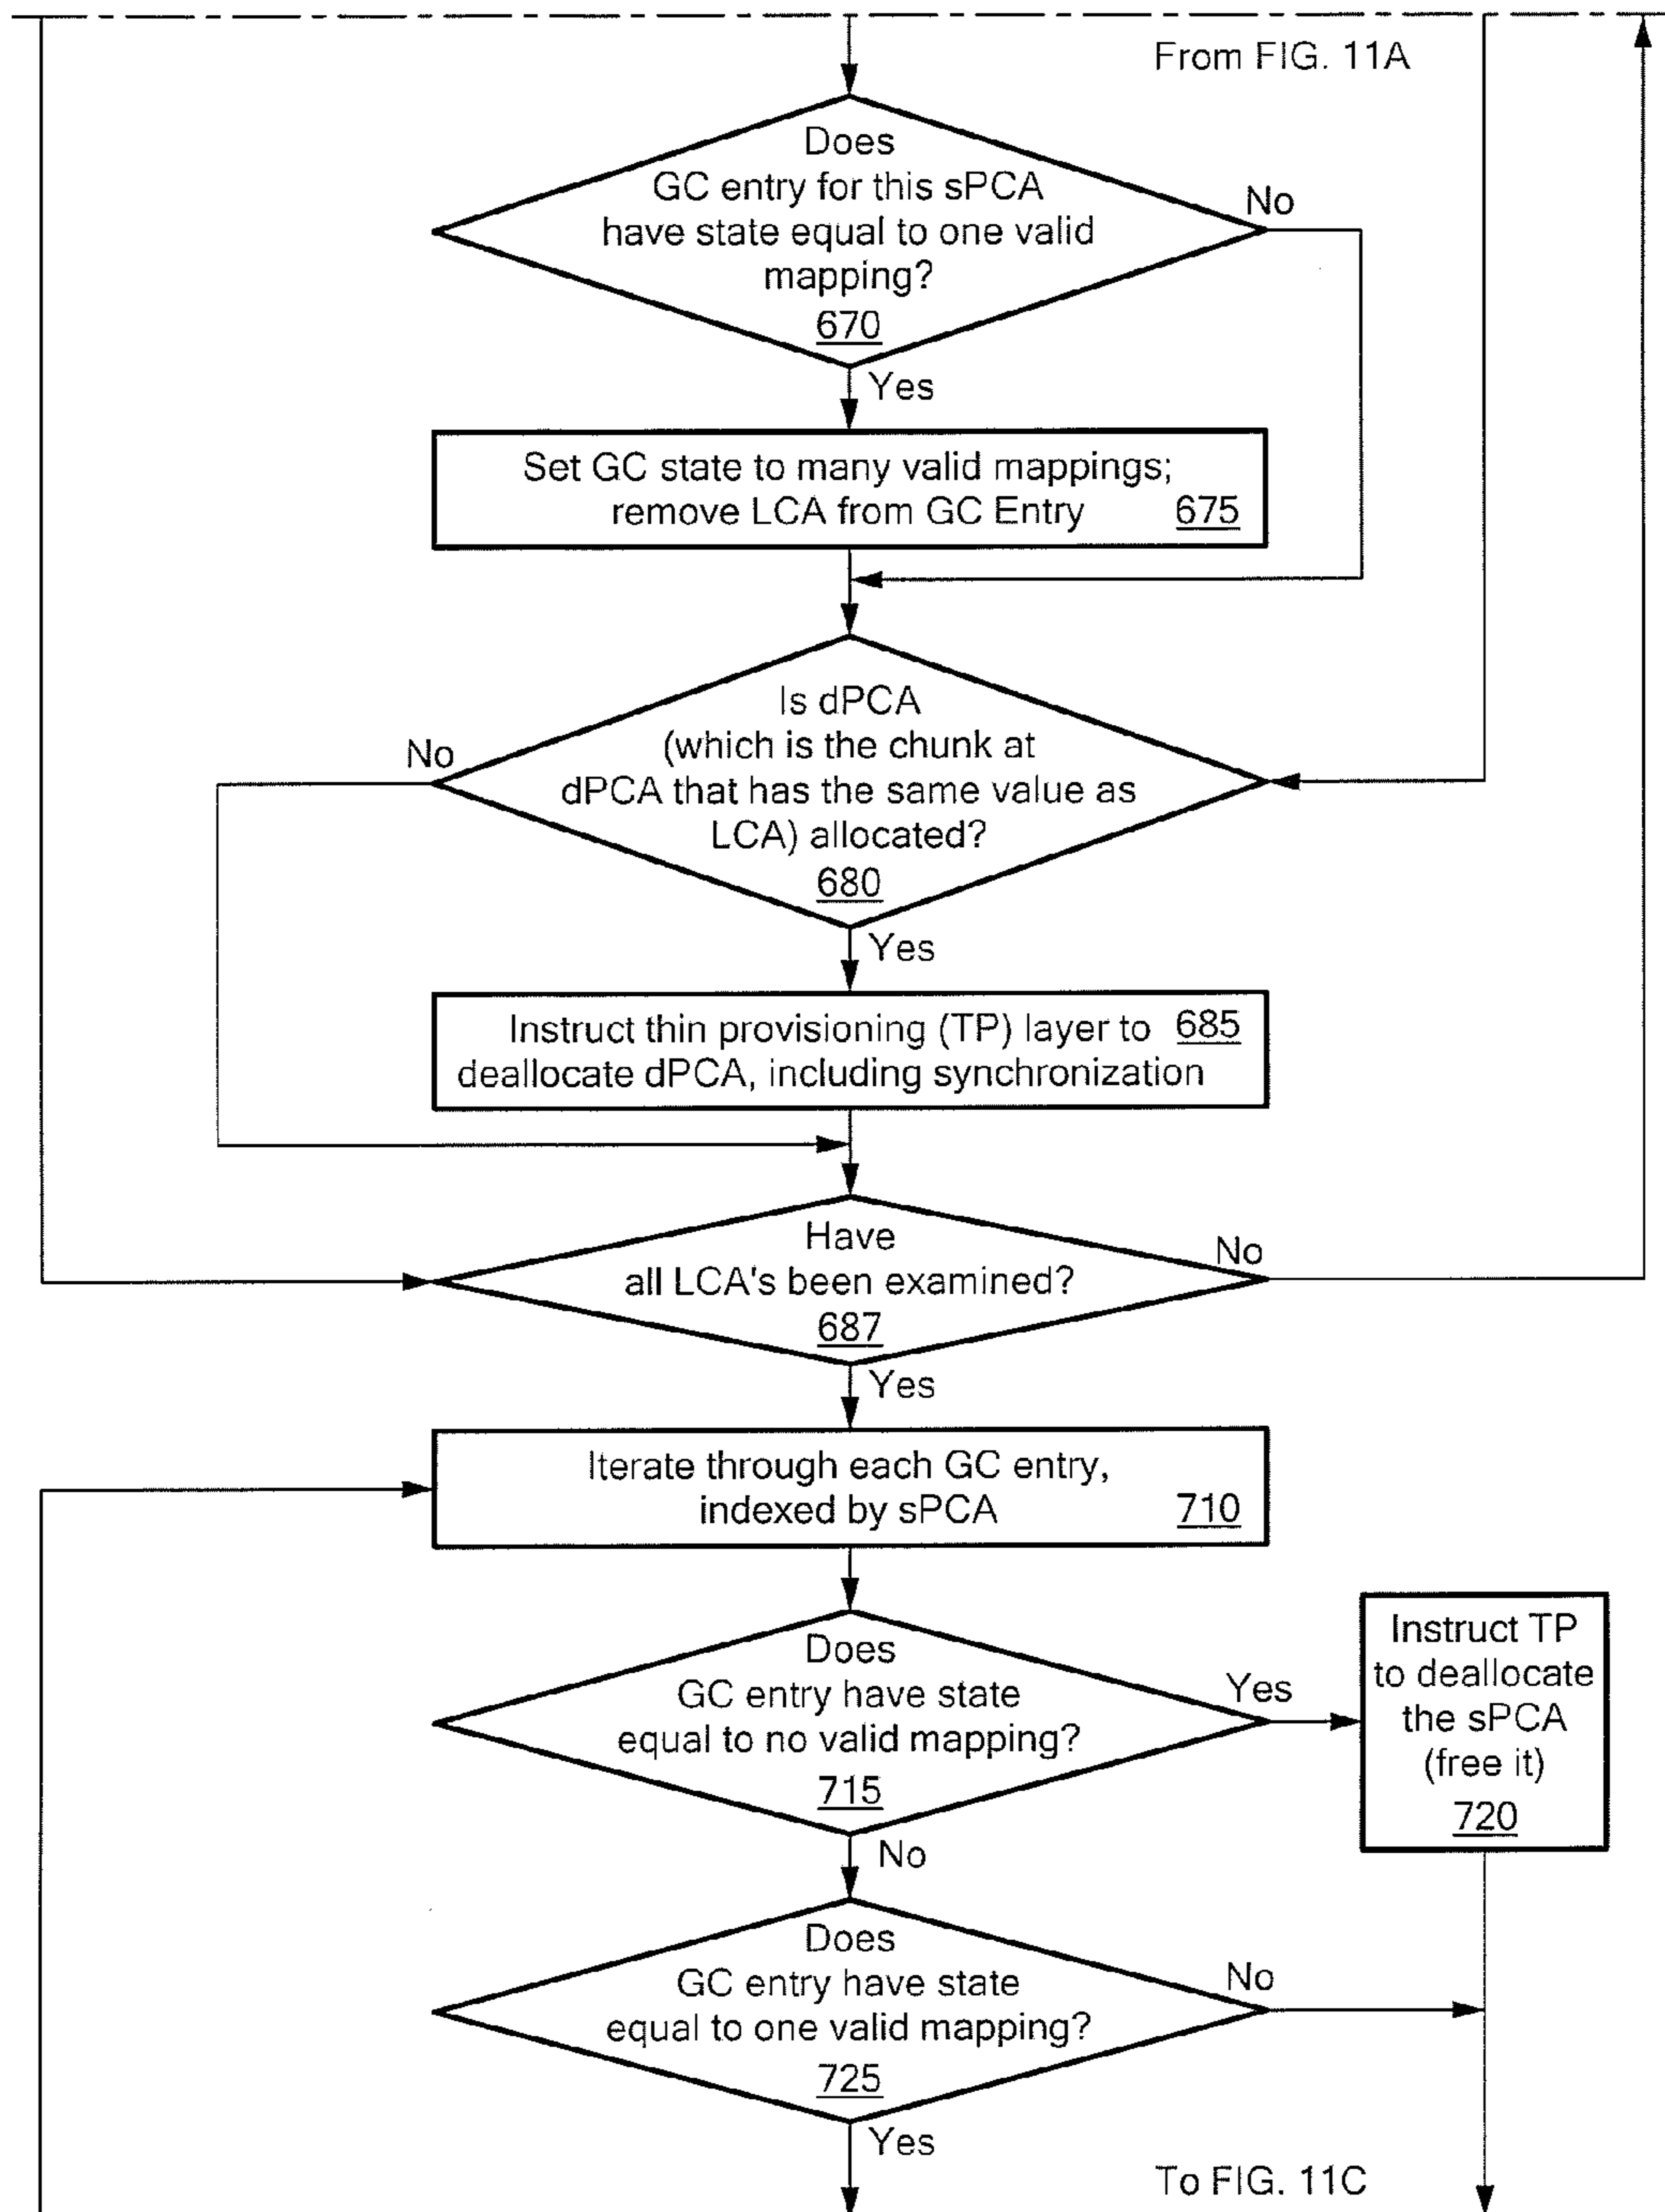 From FIG. 11A
Does
GC entry for this sPCA
have state equal to one valid
mapping?
670
No
Yes
Set GC state to many valid mappings;
remove LCA from GC Entry 675
Is dPCA
(which is the chunk at
dPCA that has the same value as
LCA) allocated?
680
No
Yes
Instruct thin provisioning (TP) layer to 685
deallocate dPCA, including synchronization
Have
all LCA's been examined?
687
No
Yes
Iterate through each GC entry,
indexed by sPCA 710
Does
GC entry have state
equal to no valid mapping?
715
Yes
No
Instruct TP
to deallocate
the sPCA
(free it)
720
Does
GC entry have state
equal to one valid mapping?
725
No
Yes
To FIG. 11C